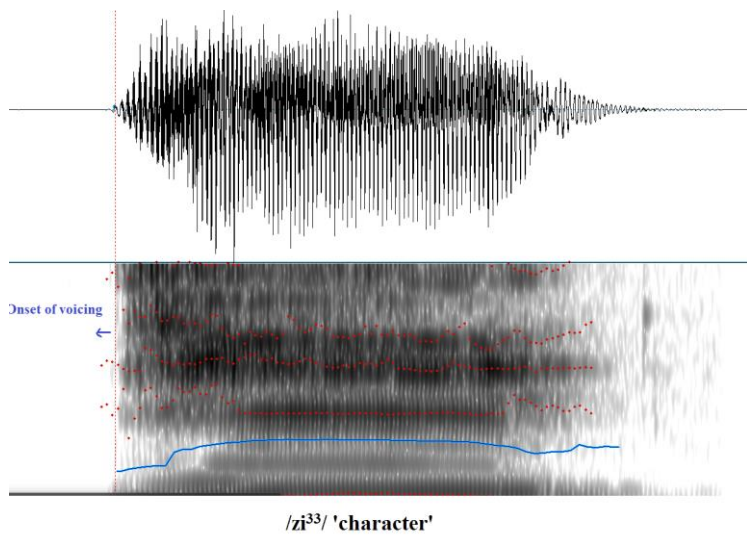 Onset of voicing
←
/zi³³/ 'character'